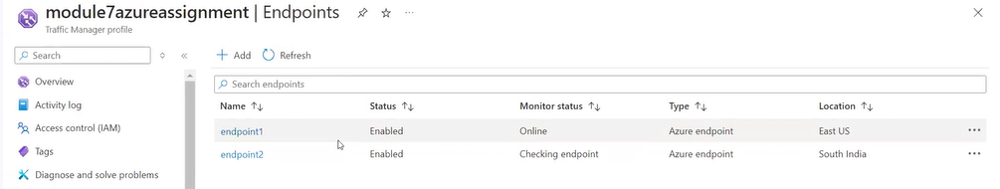 module7azureassignment | Endpoints
Traffic Manager profile
Search
Overview
Activity log
Access control (IAM)
Tags
Diagnose and solve problems
Add Refresh
Search endpoints
Name Status Monitor status Type Location
endpoint1 Enabled Online Azure endpoint East US
endpoint2 Enabled Checking endpoint Azure endpoint South India